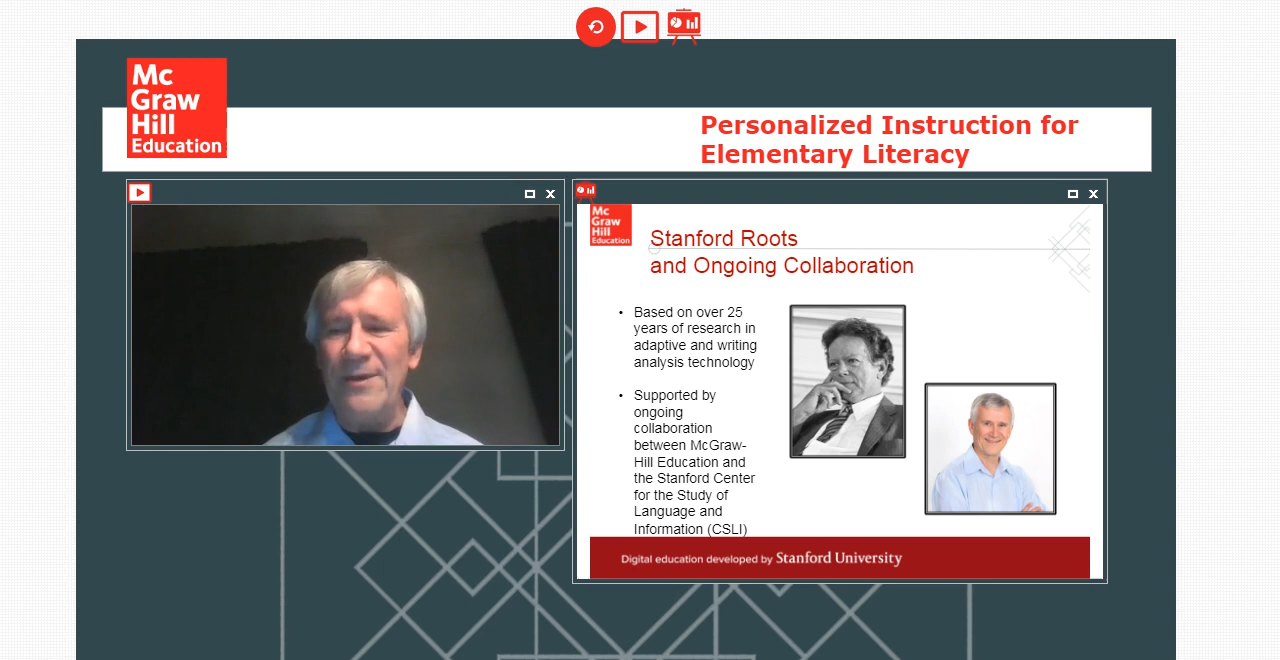 Mc
Graw
Hill
Education
Personalized Instruction for
Elementary Literacy
Mc
Graw
Hill
Education
Stanford Roots
and Ongoing Collaboration
• Based on over 25
years of research in
adaptive and writing
analysis technology
• Supported by
ongoing
collaboration
between McGraw-
Hill Education and
the Stanford Center
for the Study of
Language and
Information (CSLI)
Digital education developed by Stanford University